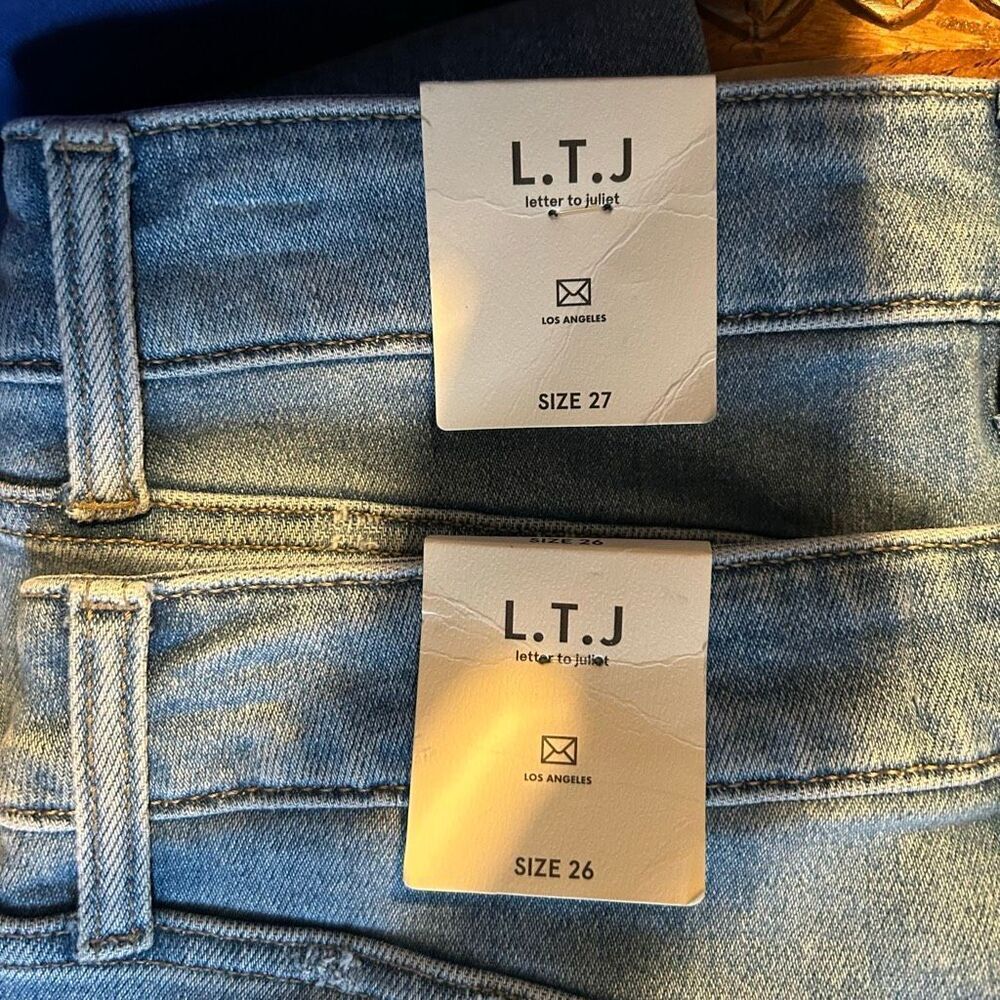 L.T.J
letter to juliet
LOS ANGELES
SIZE 27
SIZE 26
L.T.J
letter to juliet
LOS ANGELES
SIZE 26